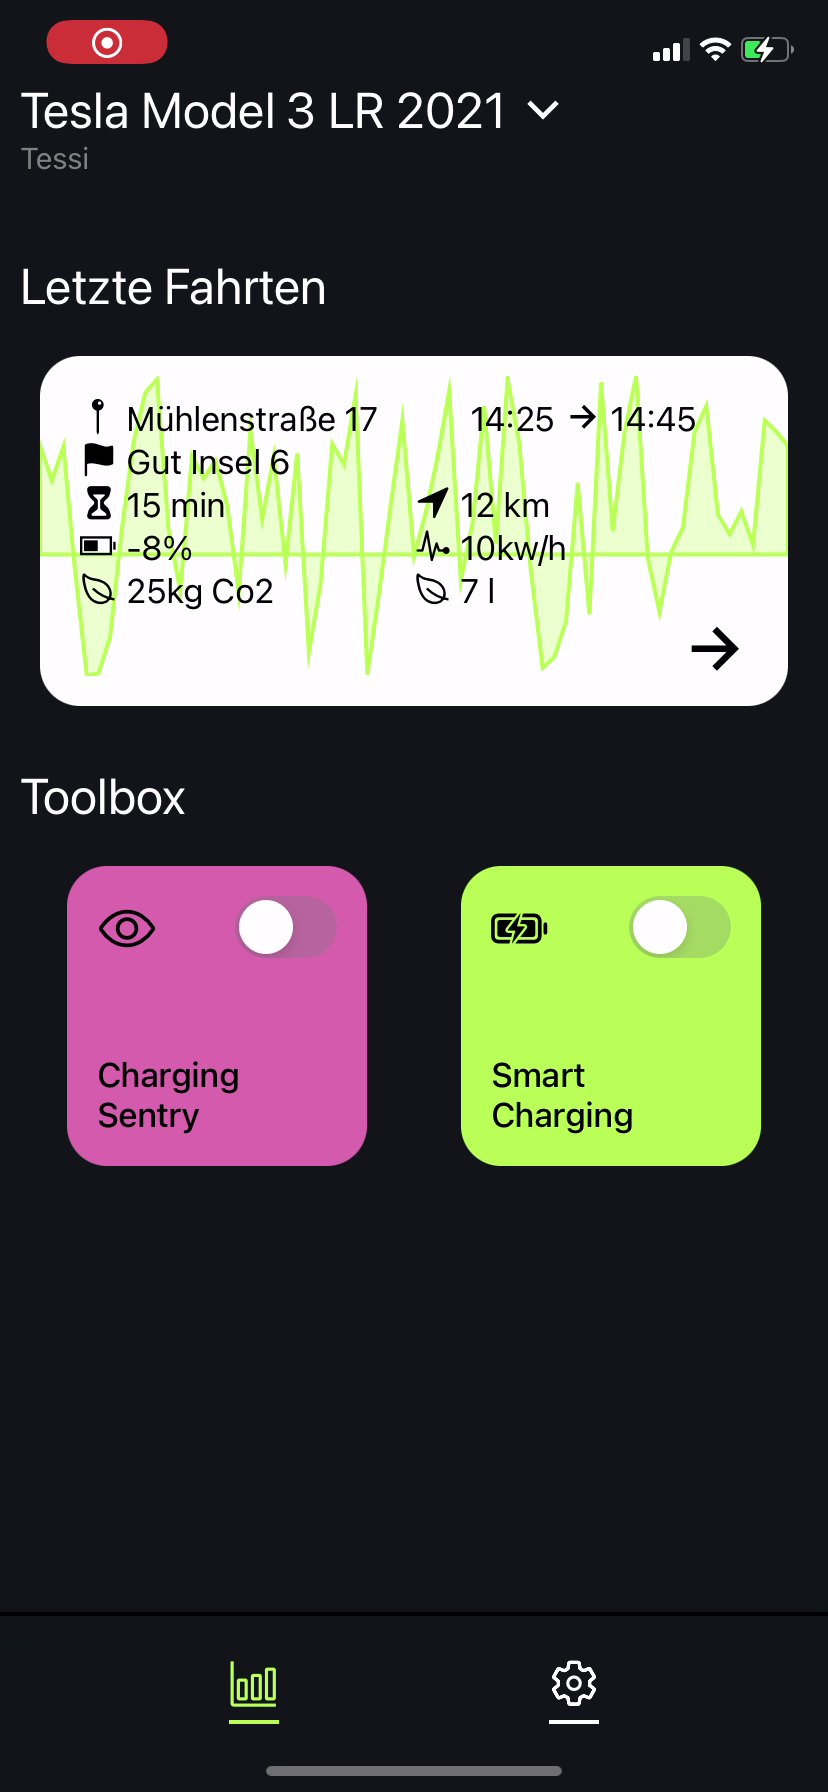 Tesla Model 3 LR 2021
Tessi
Letzte Fahrten
Mühlenstraße 17 14:25 → 14:45
Gut Insel 6
15 min 12 km
-8% 10kw/h
25kg Co2 7 l
Toolbox
Charging
Sentry
Smart
Charging